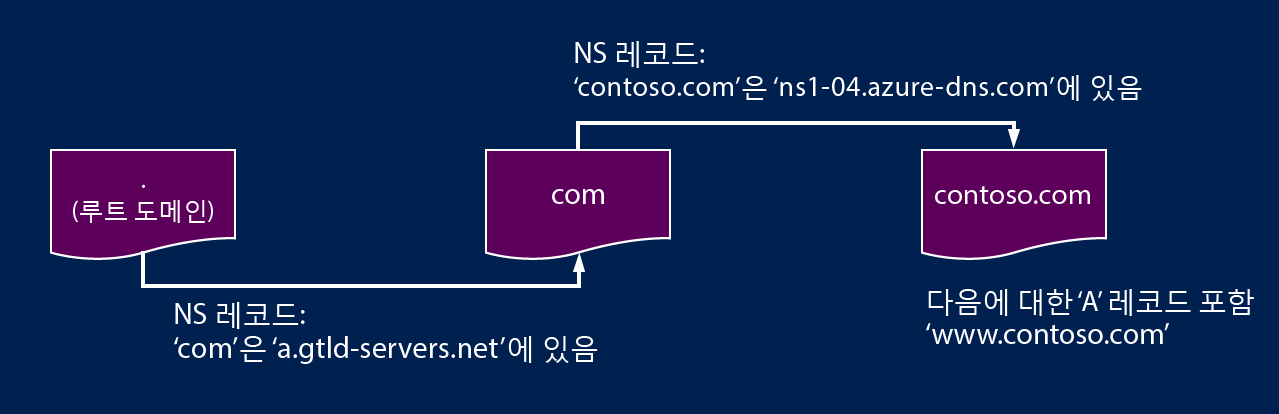 NS 레코드:
‘contoso.com’은 ‘ns1-04.azure-dns.com’에 있음
.
(루트 도메인)
com
contoso.com
NS 레코드:
‘com’은 ‘a.gtld-servers.net’에 있음
다음에 대한 ‘A’ 레코드 포함
‘www.contoso.com’